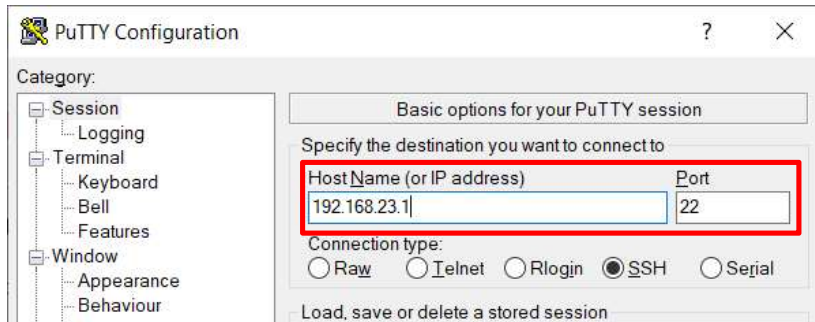 PuTTY Configuration
?
Category:
Session
Logging
Terminal
Keyboard
Bell
Features
Window
Appearance
Behaviour
Basic options for your PuTTY session
Specify the destination you want to connect to
Host Name (or IP address) Port
192.168.23.1 22
Connection type:
Raw Telnet Rlogin SSH Serial
Load, save or delete a stored session